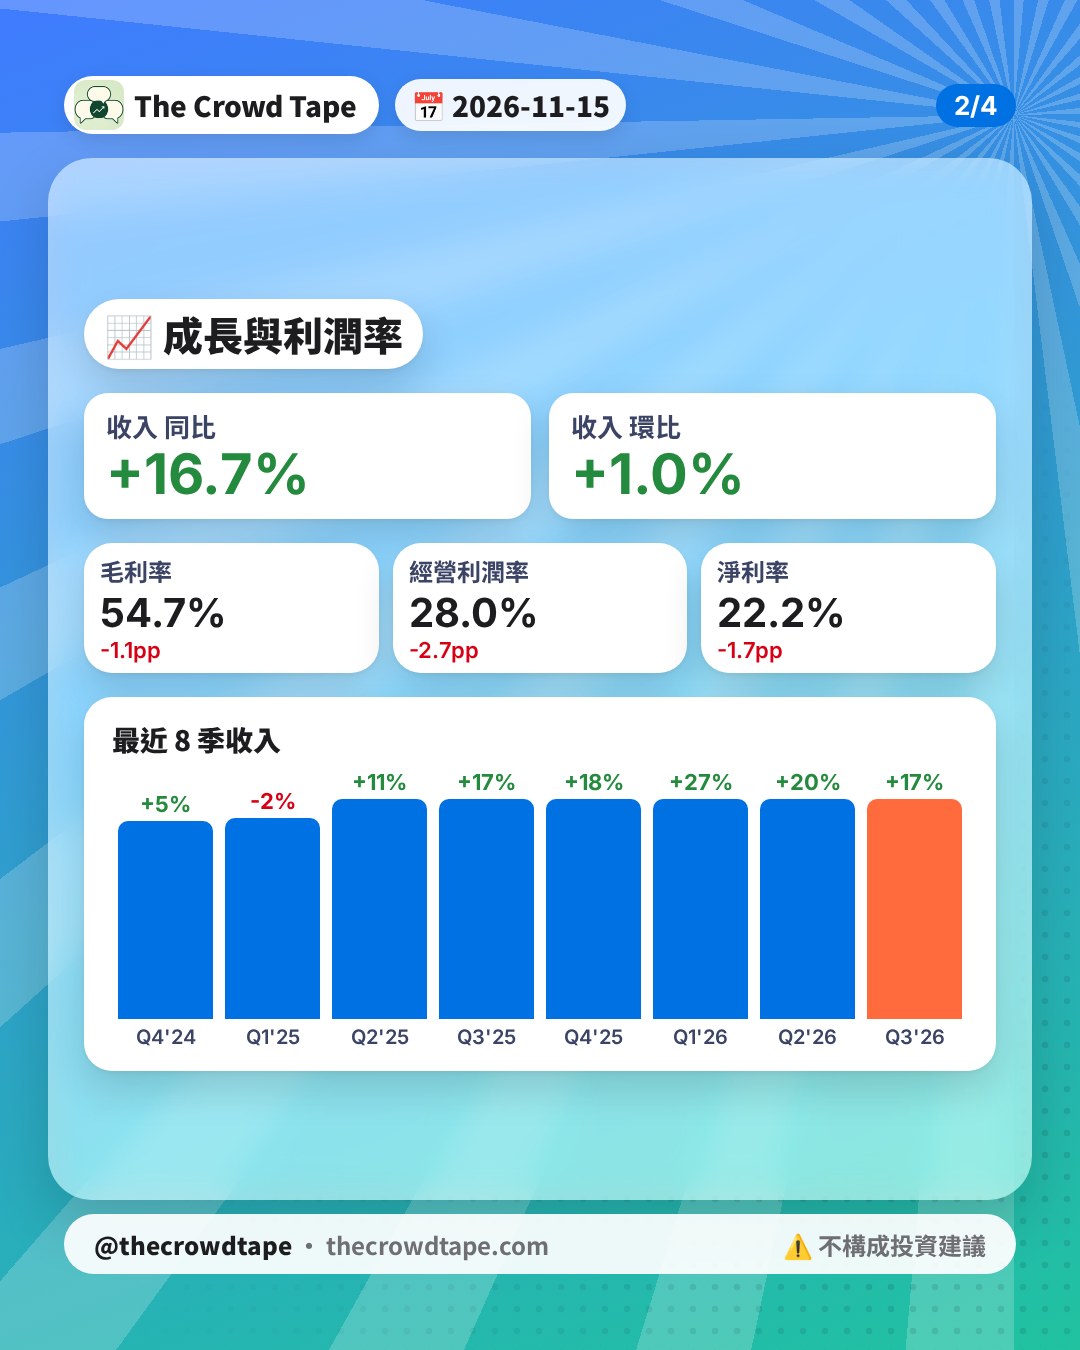 The Crowd Tape
July
17
2026-11-15
2/4
成長與利潤率
收入 同比
+16.7%
收入 環比
+1.0%
毛利率
54.7%
-1.1pp
經營利潤率
28.0%
-2.7pp
淨利率
22.2%
-1.7pp
最近 8 季收入
+5% -2% +11% +17% +18% +27% +20% +17%
Q4'24 Q1'25 Q2'25 Q3'25 Q4'25 Q1'26 Q2'26 Q3'26
@thecrowdtape • thecrowdtape.com
不構成投資建議